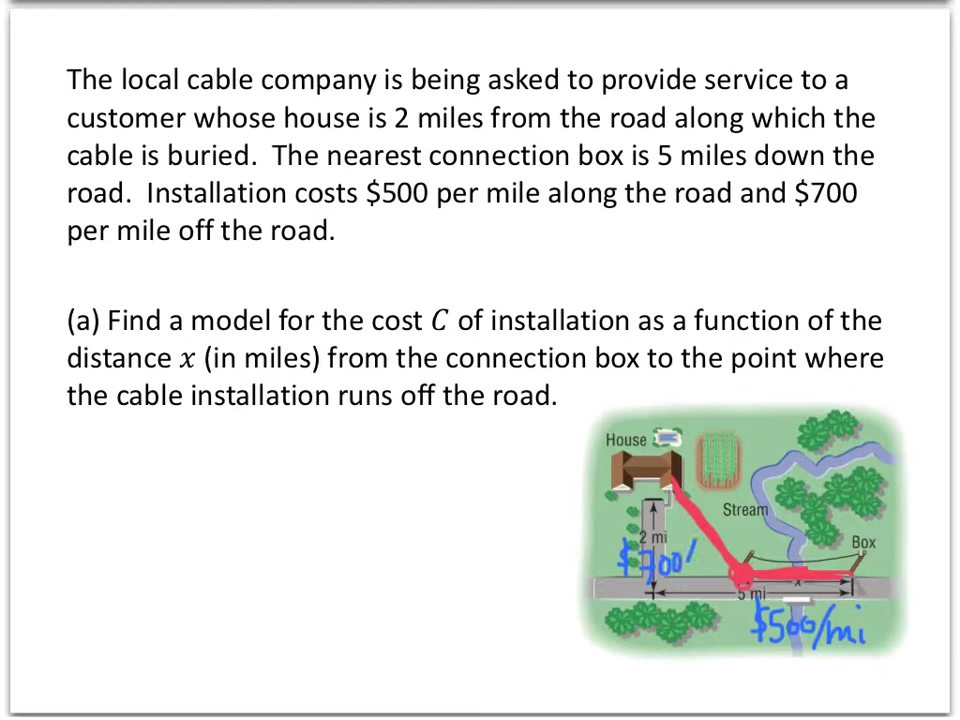 The local cable company is being asked to provide service to a
customer whose house is 2 miles from the road along which the
cable is buried.  The nearest connection box is 5 miles down the
road.  Installation costs $500 per mile along the road and $700
per mile off the road.
(a) Find a model for the cost 𝐶 of installation as a function of the
distance 𝑥 (in miles) from the connection box to the point where
the cable installation runs off the road.
House
Stream
2 mi
Box
$700/
x
5 mi
$500/mi